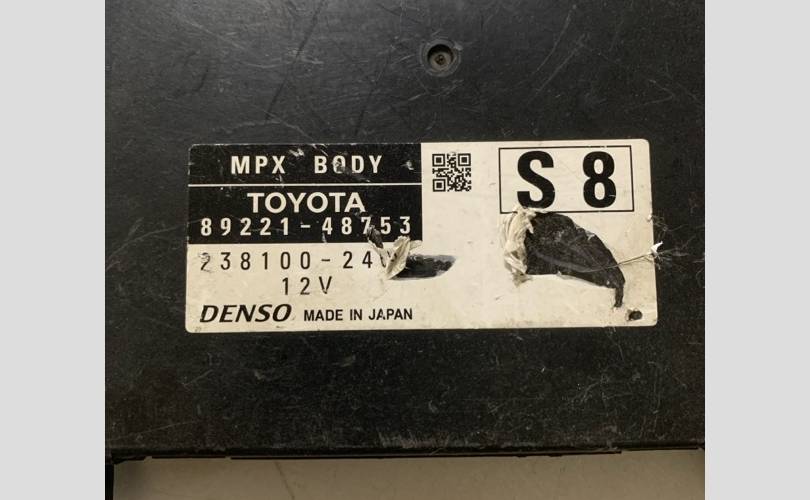 MPX BODY
S 8
TOYOTA
89221-48753
12V
DENSO MADE IN JAPAN